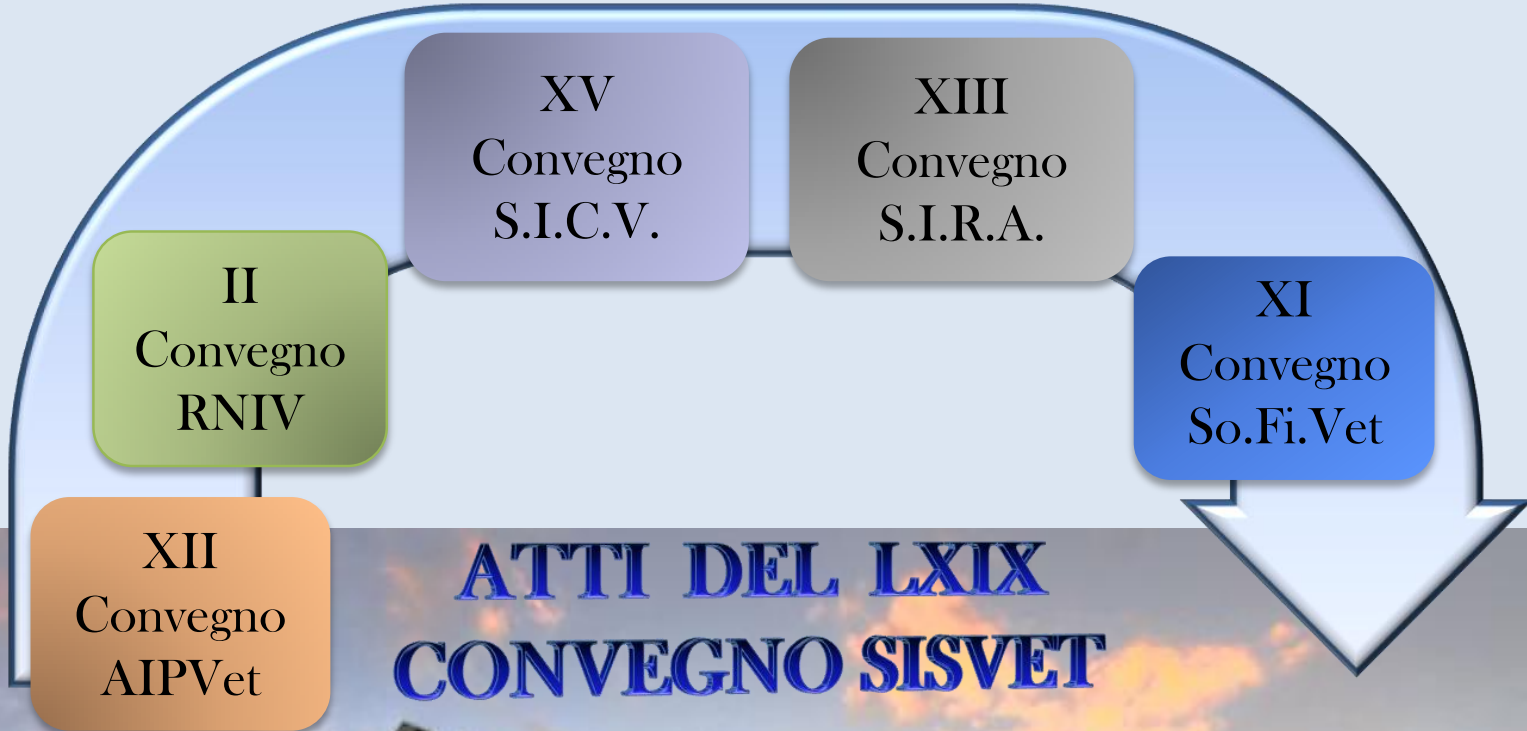 XV
Convegno
S.I.C.V.
XIII
Convegno
S.I.R.A.
II
Convegno
RNIV
XI
Convegno
So.Fi.Vet
XII
Convegno
AIPVet
ATTI DEL LXIX
CONVEGNO SISVET